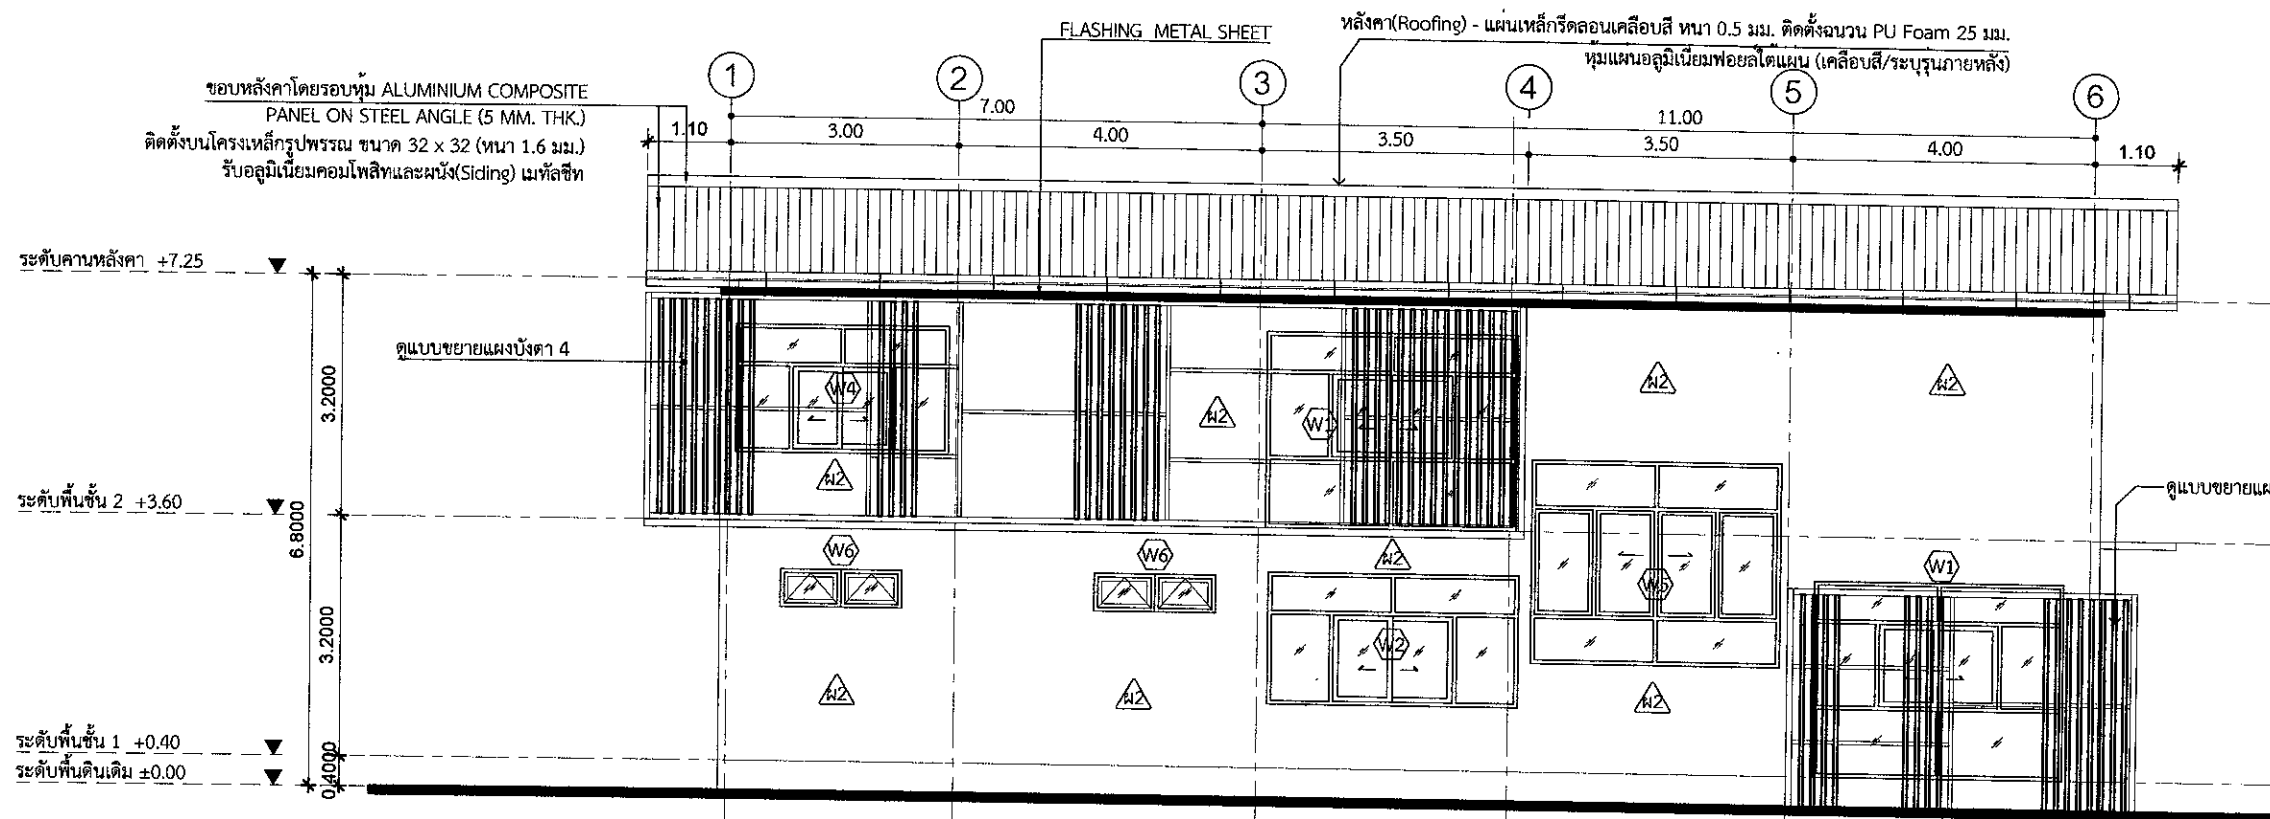 FLASHING METAL SHEET
หลังคา(Roofing) - แผ่นเหล็กรีดลอนเคลือบสี หนา 0.5 มม. ติดตั้งฉนวน PU Foam 25 มม.
หุ้มแผ่นอลูมิเนียมฟอยล์ใต้แผ่น (เคลือบสี/ระบุรุ่นภายหลัง)
ขอบหลังคาโดยรอบหุ้ม ALUMINIUM COMPOSITE
PANEL ON STEEL ANGLE (5 MM. THK.)
ติดตั้งบนโครงเหล็กรูปพรรณ ขนาด 32 x 32 (หนา 1.6 มม.)
รับอลูมิเนียมคอมโพสิทและผนัง(Siding) เมทัลชีท
1 2 3 4 5 6
7.00 11.00
1.10 3.00 4.00 3.50 3.50 4.00 1.10
ระดับคานหลังคา +7.25
ดูแบบขยายแผงบังตา 4
3.2000
W4
ผ2
ผ2
W1
ผ2
ผ2
ระดับพื้นชั้น 2 +3.60
6.8000
ดูแบบขยายแผ
W6
W6
ผ2
W5
W1
3.2000
W2
ผ2
ผ2
ผ2
ระดับพื้นชั้น 1 +0.40
ระดับพื้นดินเดิม ±0.00
0.4000